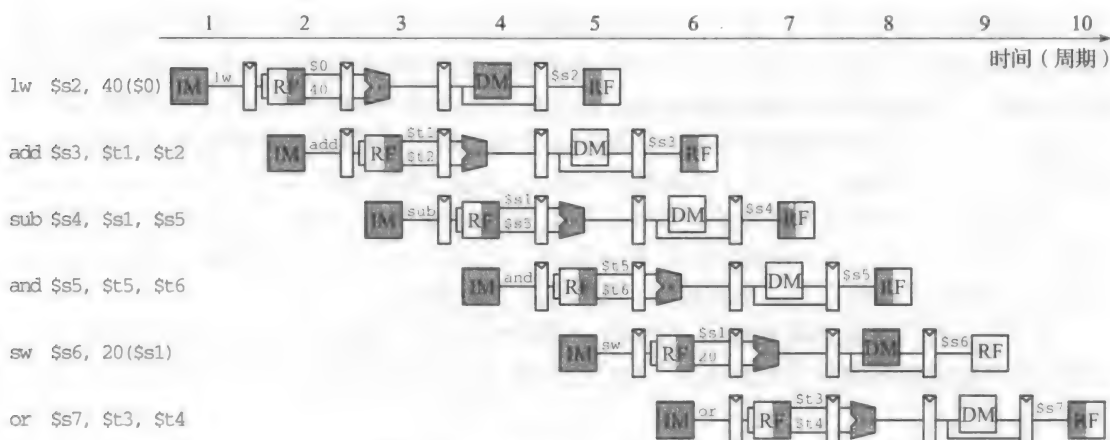 1 2 3 4 5 6 7 8 9 10
时间(周期)
lw $s2, 40($0) IM lw RF $0 40 DM $s2 RF
add $s3, $t1, $t2 IM add RF $t1 $t2 DM $s3 RF
sub $s4, $s1, $s5 IM sub RF $s1 $s5 DM $s4 RF
and $s5, $t5, $t6 IM and RF $t5 $t6 DM $s5 RF
sw $s6, 20($s1) IM sw RF $s1 20 DM $s6 RF
or $s7, $t3, $t4 IM or RF $t3 $t4 DM $s7 RF